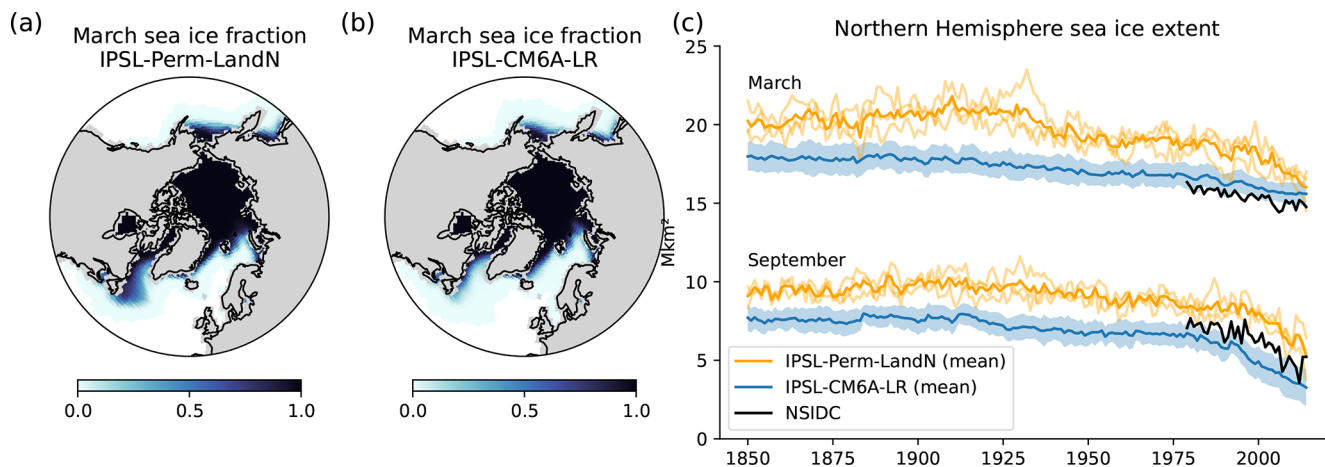 (a)
March sea ice fraction
IPSL-Perm-LandN
0.0 0.5 1.0
(b)
March sea ice fraction
IPSL-CM6A-LR
0.0 0.5 1.0
(c)
Northern Hemisphere sea ice extent
Mkm²
25
20
15
10
5
0
March
September
IPSL-Perm-LandN (mean)
IPSL-CM6A-LR (mean)
NSIDC
1850 1875 1900 1925 1950 1975 2000